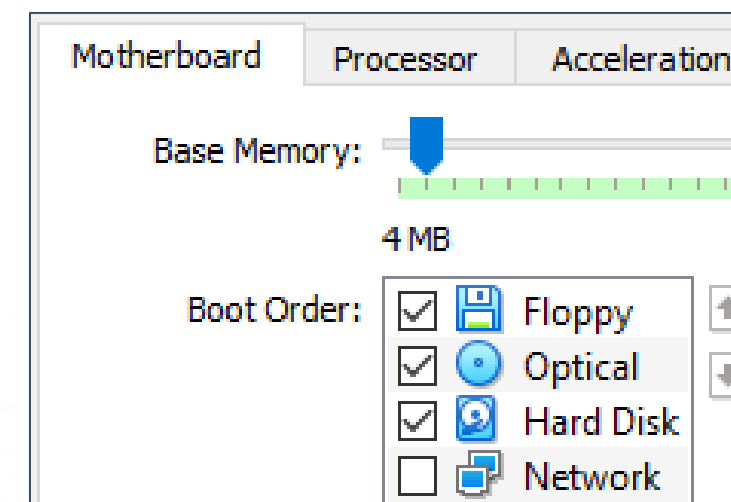 Motherboard Processor Acceleration
Base Memory:
4 MB
Boot Order:
Floppy
Optical
Hard Disk
Network